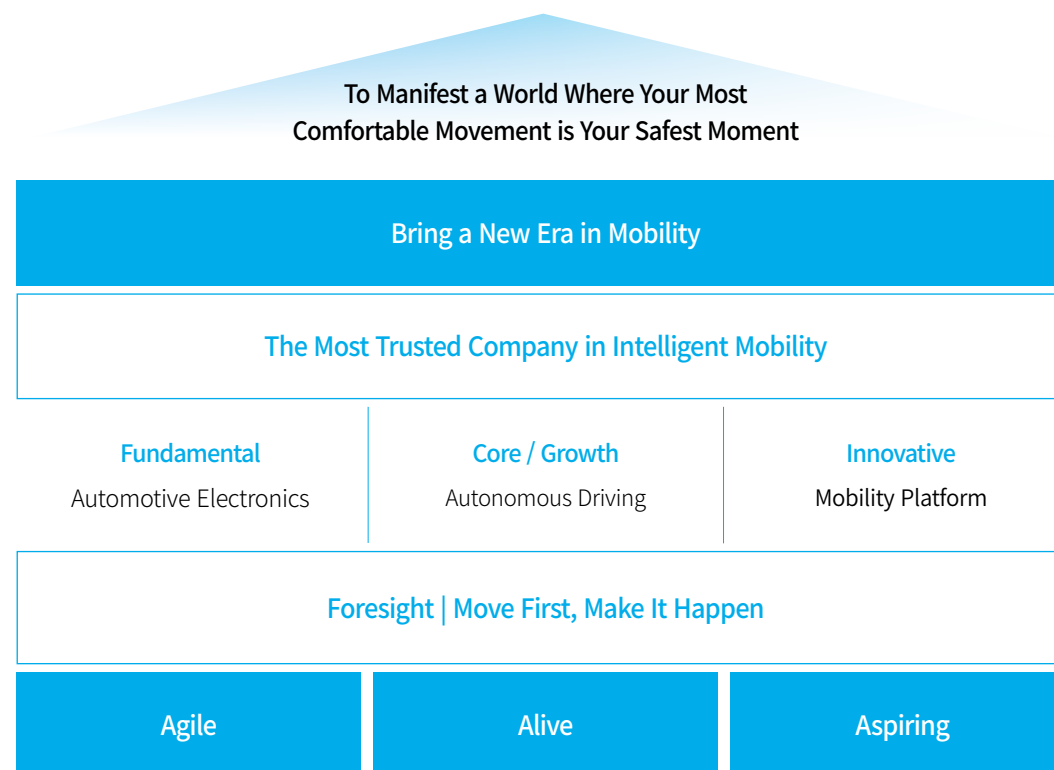 To Manifest a World Where Your Most
Comfortable Movement is Your Safest Moment
Bring a New Era in Mobility
The Most Trusted Company in Intelligent Mobility
Fundamental
Automotive Electronics
Core / Growth
Autonomous Driving
Innovative
Mobility Platform
Foresight | Move First, Make It Happen
Agile
Alive
Aspiring